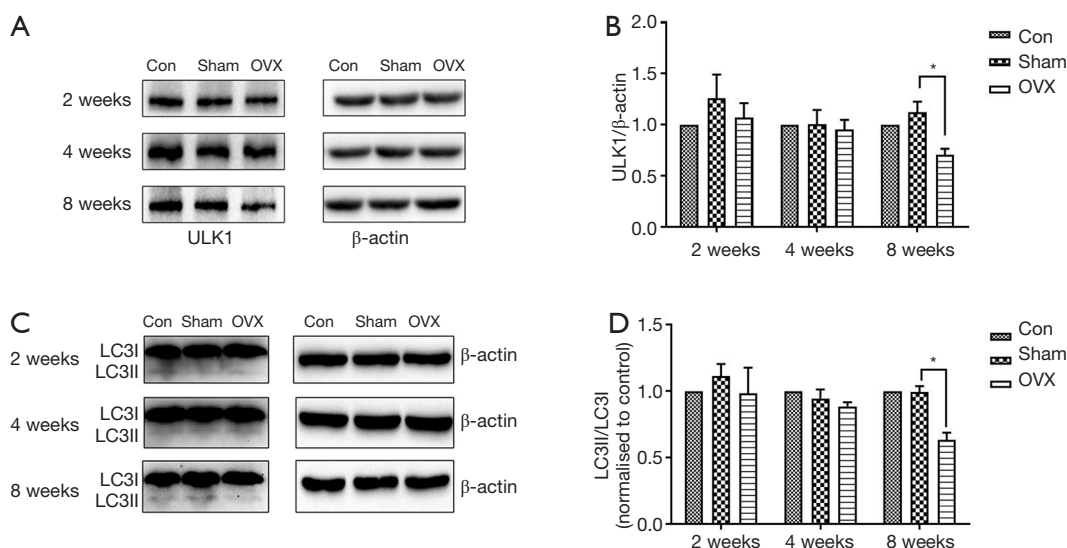 A
Con Sham OVX
Con Sham OVX
2 weeks
4 weeks
8 weeks
ULK1
β-actin
B
ULK1/β-actin
2.0
1.5
1.0
0.5
0.0
*
2 weeks 4 weeks 8 weeks
Con
Sham
OVX
C
Con Sham OVX
Con Sham OVX
2 weeks
LC3I
LC3II
β-actin
4 weeks
LC3I
LC3II
β-actin
8 weeks
LC3I
LC3II
β-actin
D
LC3II/LC3I
(normalised to control)
1.5
1.0
0.5
0.0
*
2 weeks 4 weeks 8 weeks
Con
Sham
OVX